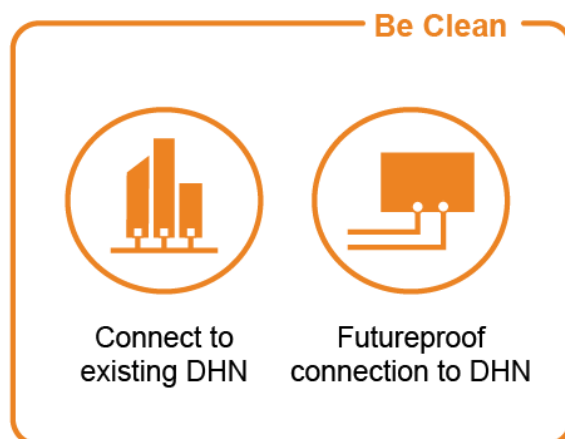 Be Clean
Connect to
existing DHN
Futureproof
connection to DHN